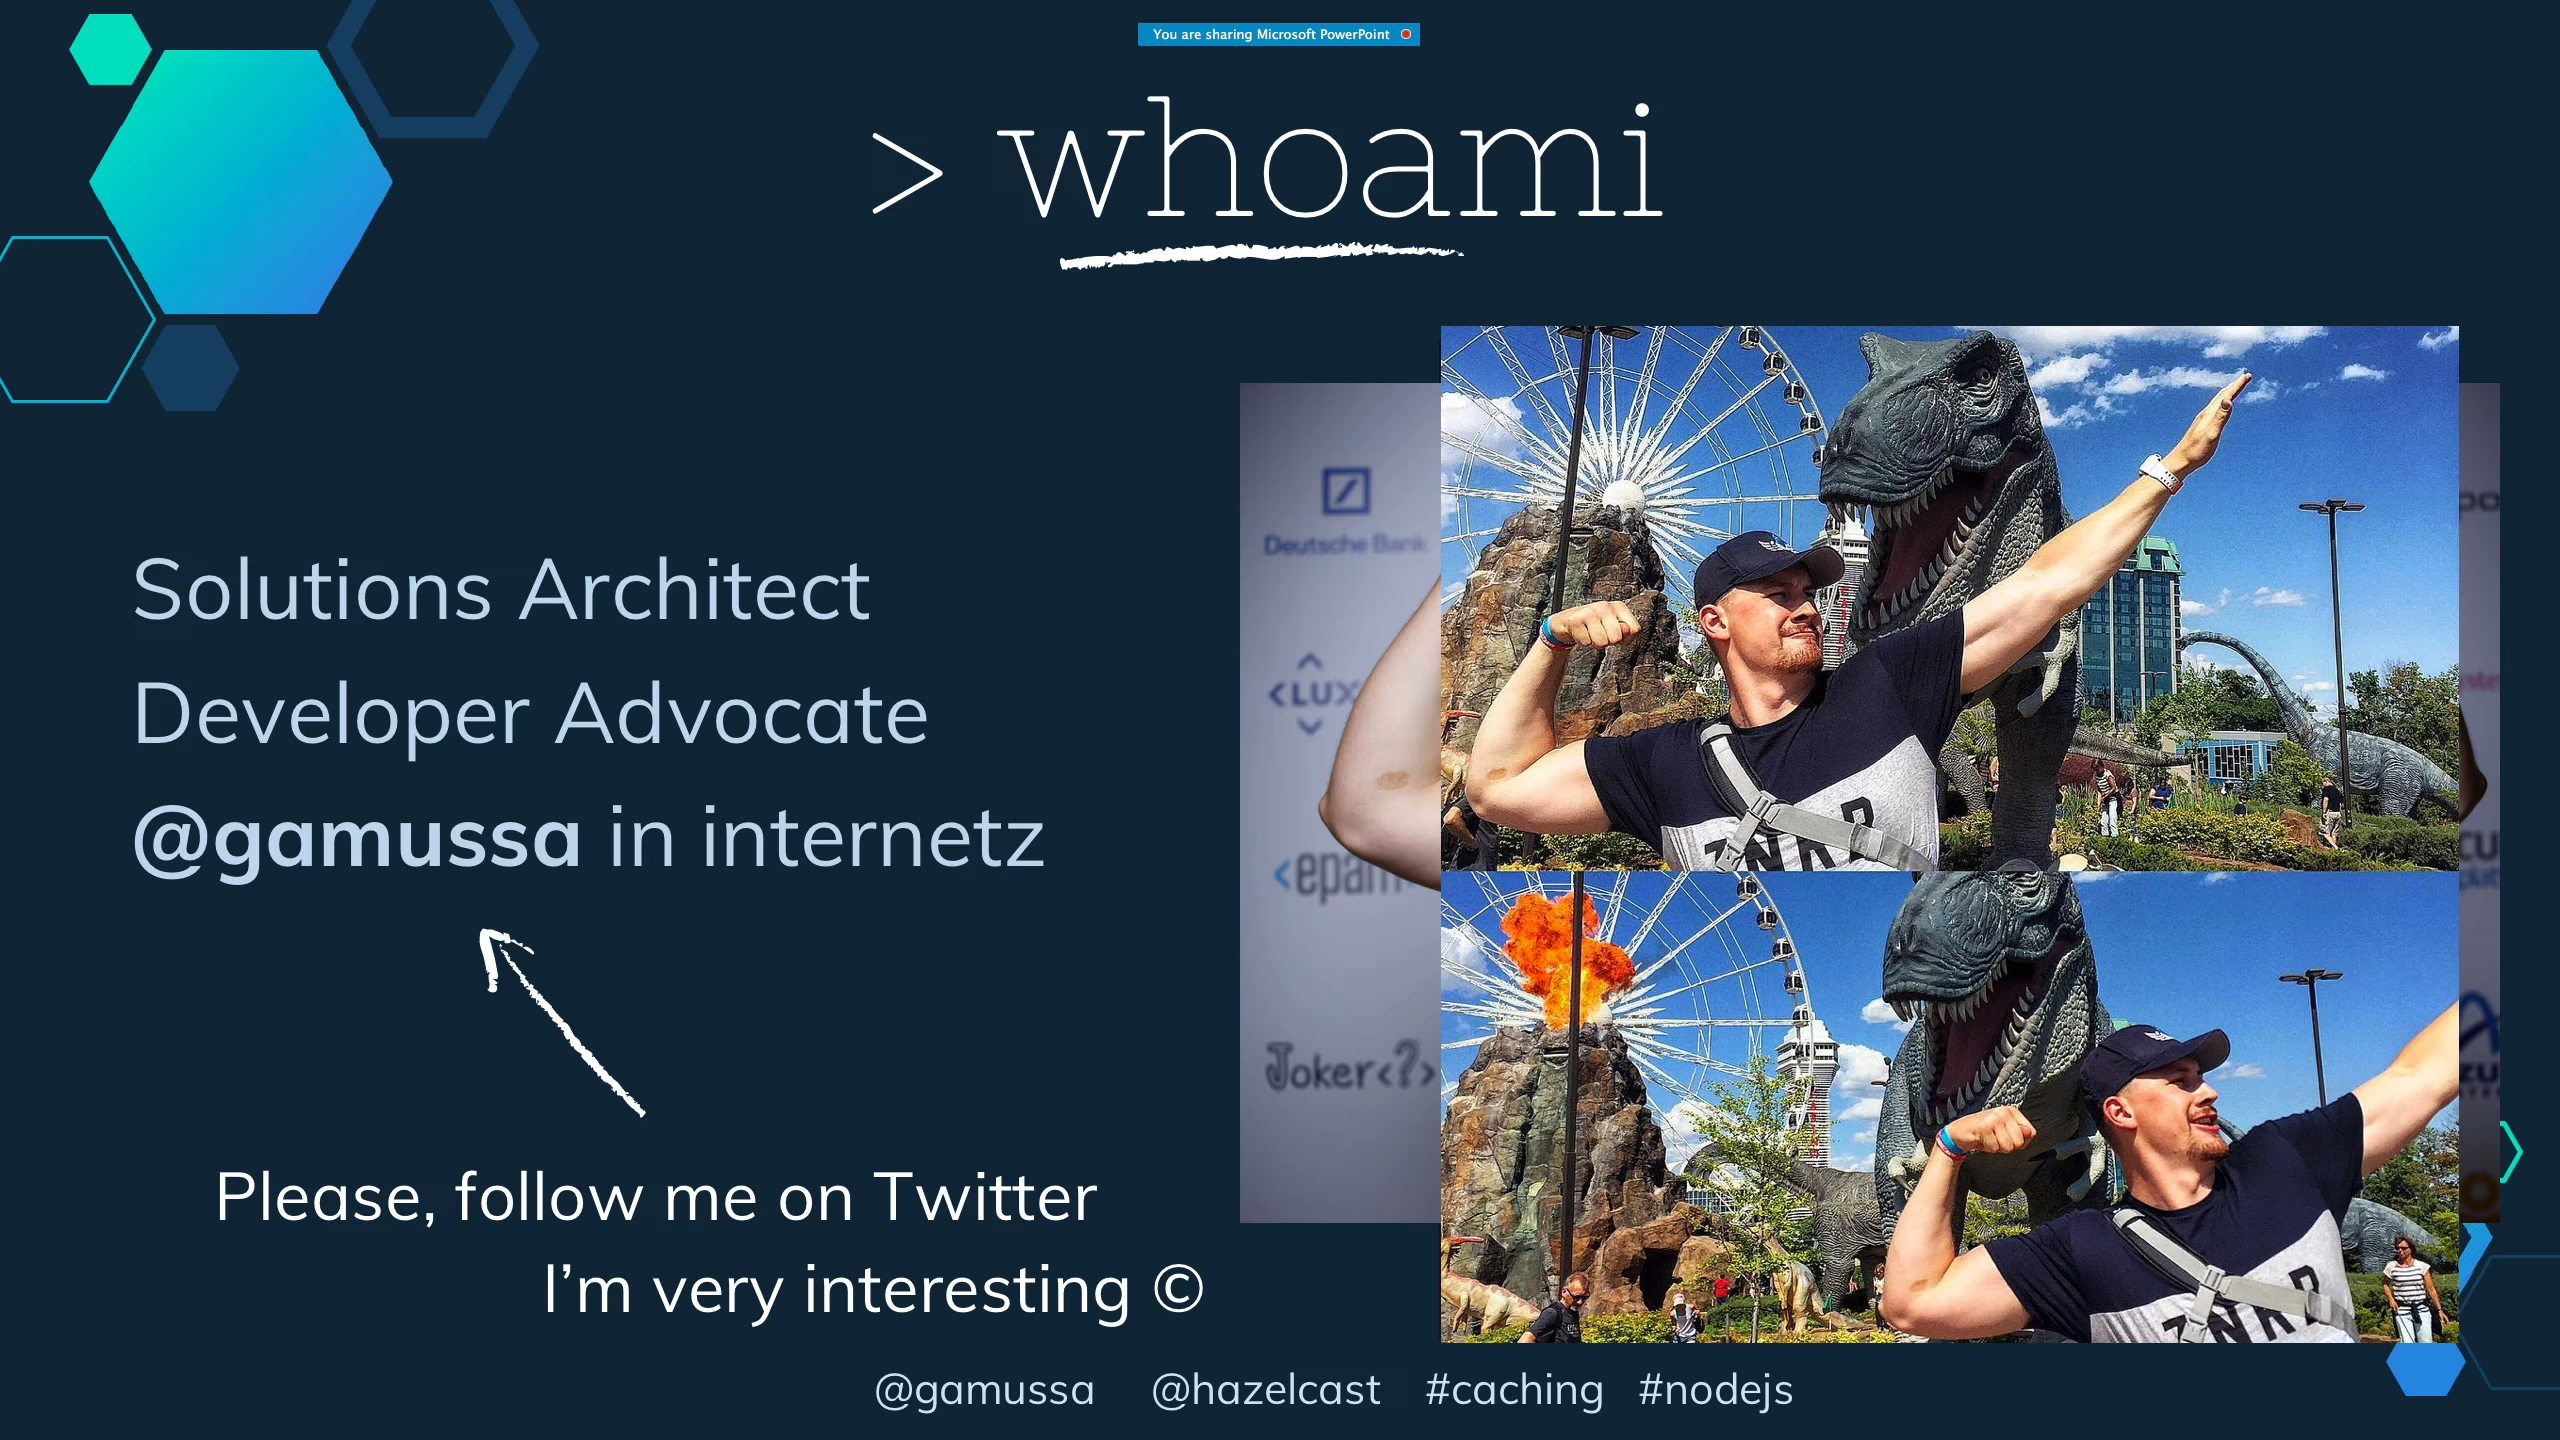 You are sharing Microsoft PowerPoint
> whoami
Deutsche Bank
<LUX
<epam
Joker<?>
Solutions Architect
Developer Advocate
@gamussa in internetz
Please, follow me on Twitter
I’m very interesting ©
@gamussa @hazelcast #caching #nodejs